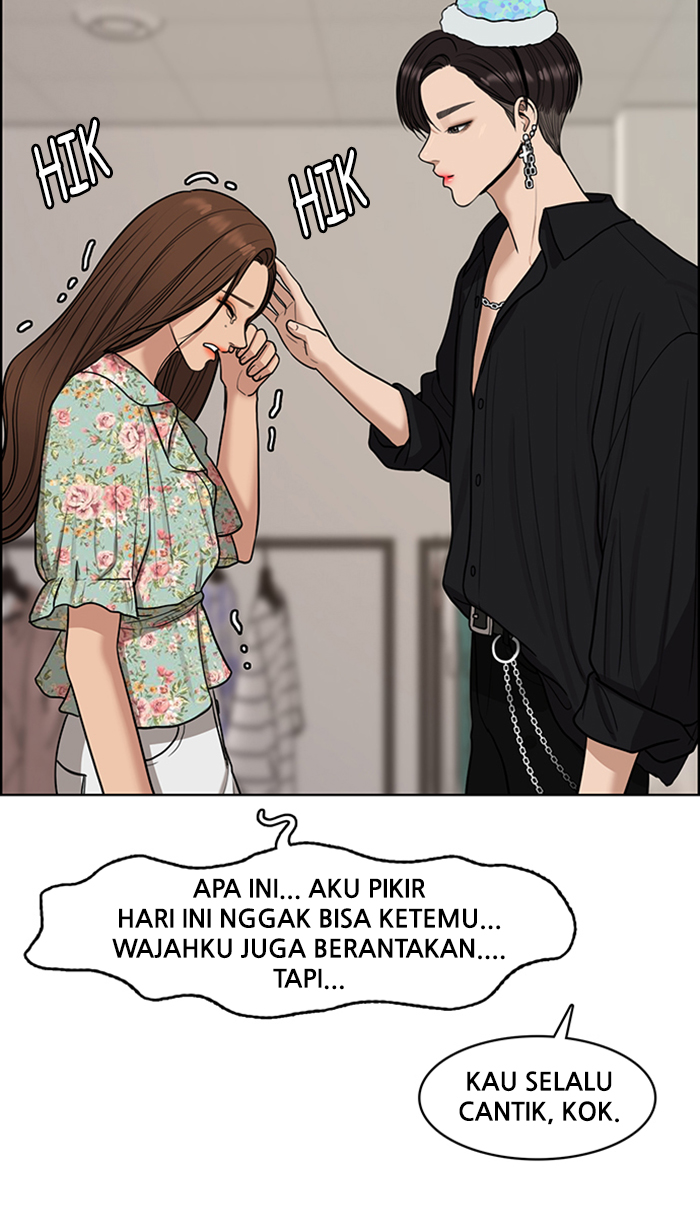 HIK
HIK
APA INI... AKU PIKIR
HARI INI NGGAK BISA KETEMU...
WAJAHKU JUGA BERANTAKAN....
TAPI...
KAU SELALU
CANTIK, KOK.